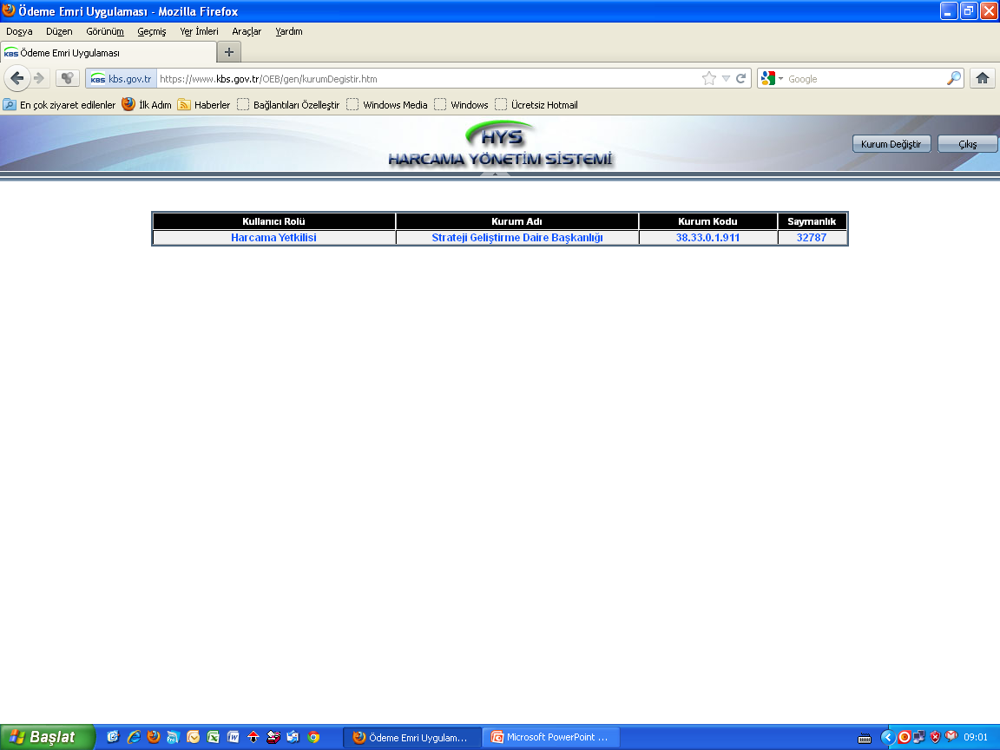 Ödeme Emri Uygulaması - Mozilla Firefox
Dosya Düzen Görünüm Geçmiş Yer İmleri Araçlar Yardım
KBS Ödeme Emri Uygulaması
KBS kbs.gov.tr https://www.kbs.gov.tr/OEB/gen/kurumDegistir.htm Google
En çok ziyaret edilenler İlk Adım Haberler Bağlantıları Özelleştir Windows Media Windows Ücretsiz Hotmail
HYS
HARCAMA YÖNETİM SİSTEMİ
Kurum Değiştir Çıkış
Kullanıcı Rolü Kurum Adı Kurum Kodu Saymanlık
Harcama Yetkilisi Strateji Geliştirme Daire Başkanlığı 38.33.0.1.911 32787
Başlat Ödeme Emri Uygulam... Microsoft PowerPoint ... 09:01